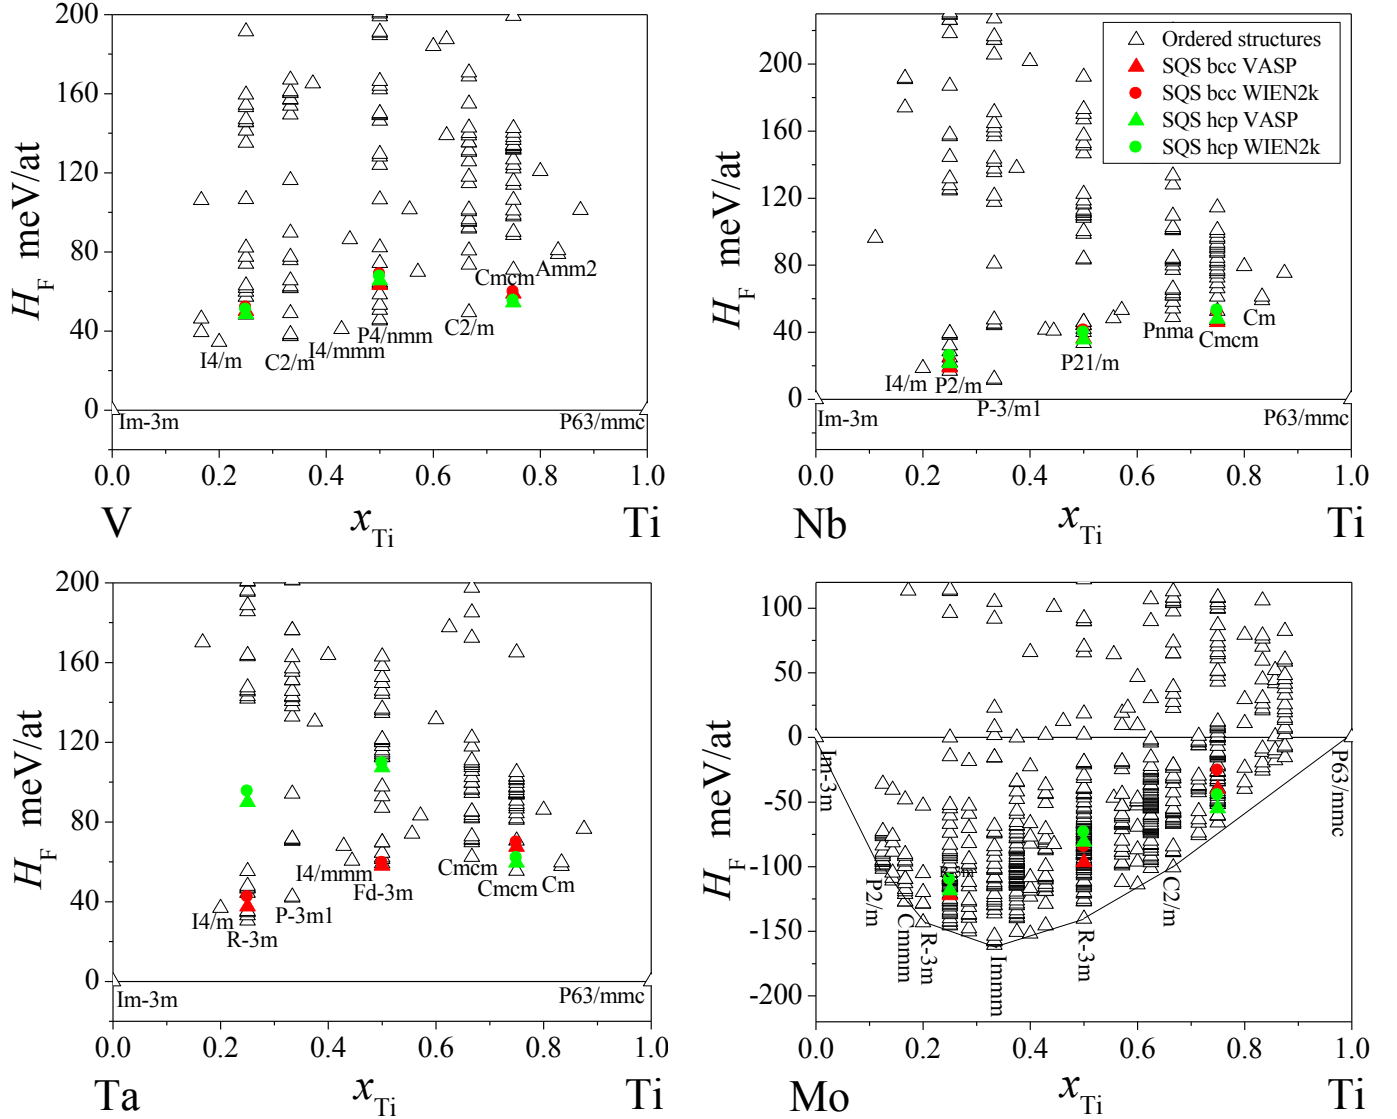 200
160
120
80
40
0
H_F meV/at
I4/m
C2/m
I4/mmm
P4/nmm
C2/m
Cmcm
Amm2
Im-3m
P63/mmc
0.0 0.2 0.4 0.6 0.8 1.0
V x_Ti Ti
200
160
120
80
40
0
H_F meV/at
Ordered structures
SQS bcc VASP
SQS bcc WIEN2k
SQS hcp VASP
SQS hcp WIEN2k
I4/m
P2/m
P-3/m1
P21/m
Pnma
Cmcm
Cm
Im-3m
P63/mmc
0.0 0.2 0.4 0.6 0.8 1.0
Nb x_Ti Ti
200
160
120
80
40
0
H_F meV/at
I4/m
R-3m
P-3m1
I4/mmm
Fd-3m
Cmcm
Cmcm
Cm
Im-3m
P63/mmc
0.0 0.2 0.4 0.6 0.8 1.0
Ta x_Ti Ti
100
50
0
-50
-100
-150
-200
H_F meV/at
Im-3m
P2/m
Cmmm
R-3m
Immm
R-3m
C2/m
P63/mmc
0.0 0.2 0.4 0.6 0.8 1.0
Mo x_Ti Ti